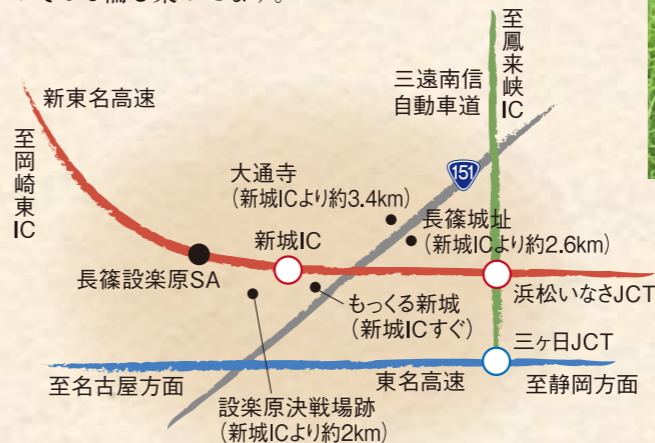 至鳳来峡IC
三遠南信
自動車道
新東名高速
至岡崎東IC
151
大通寺
（新城ICより約3.4km）
長篠城址
（新城ICより約2.6km）
新城IC
長篠設楽原SA
浜松いなさJCT
もっくる新城
（新城ICすぐ）
三ヶ日JCT
至名古屋方面
東名高速
至静岡方面
設楽原決戦場跡
（新城ICより約2km）